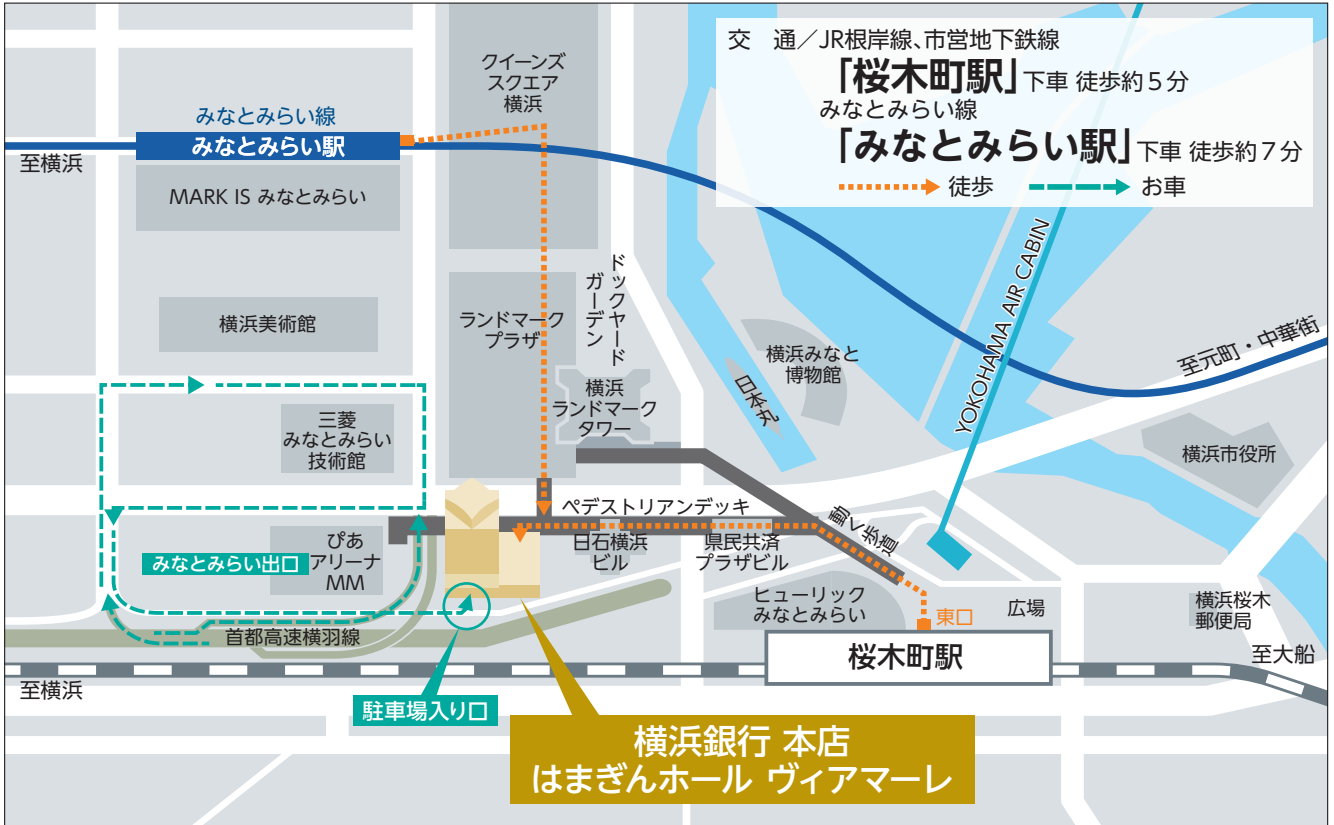 交　通／JR根岸線、市営地下鉄線
「桜木町駅」下車 徒歩約5分
みなとみらい線
「みなとみらい駅」下車 徒歩約7分
徒歩
お車
クイーンズ
スクエア
横浜
みなとみらい線
みなとみらい駅
至横浜
MARK IS みなとみらい
YOKOHAMA AIR CABIN
ドックヤード
ガーデン
横浜美術館
ランドマーク
プラザ
横浜みなと
博物館
日本丸
至元町・中華街
横浜
ランドマーク
タワー
三菱
みなとみらい
技術館
横浜市役所
ペデストリアンデッキ
動く歩道
ぴあ
アリーナ
MM
みなとみらい出口
日石横浜
ビル
県民共済
プラザビル
ヒューリック
みなとみらい
東口
広場
横浜桜木
郵便局
首都高速横羽線
桜木町駅
至大船
至横浜
駐車場入り口
横浜銀行 本店
はまぎんホール ヴィアマーレ